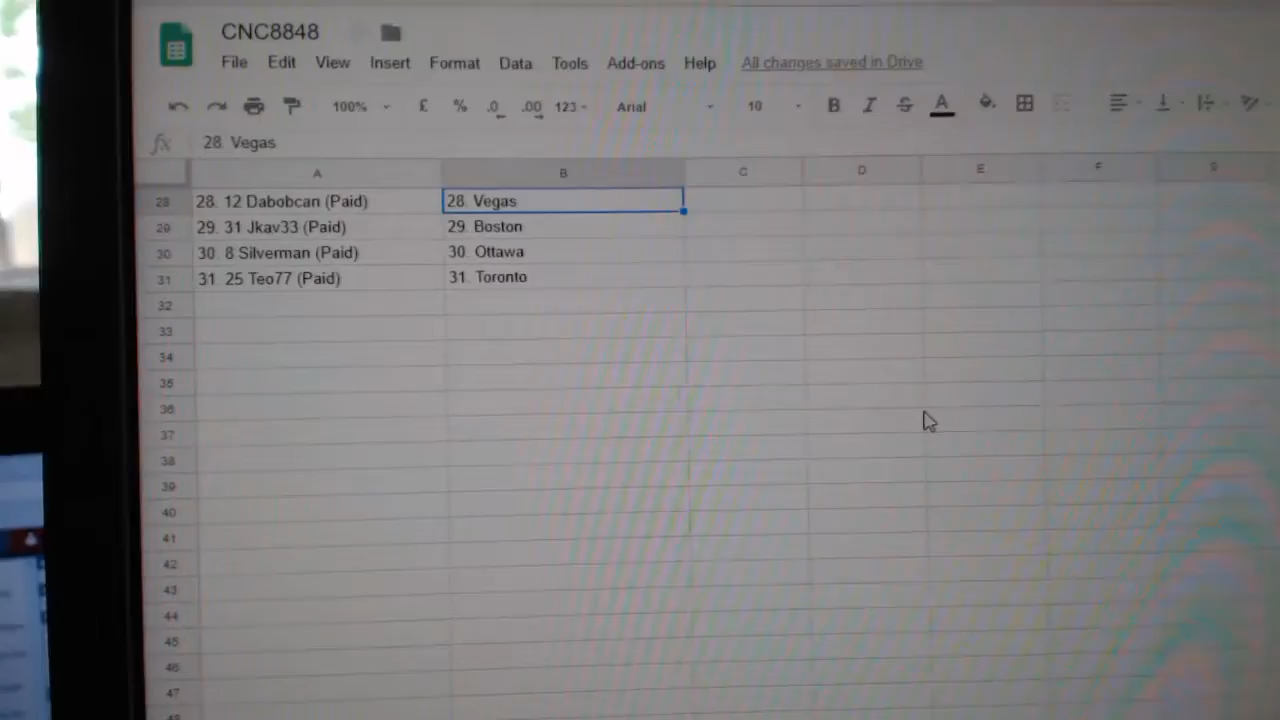 CNC8848
File Edit View Insert Format Data Tools Add-ons Help All changes saved in Drive
100% £ % .0 .00 123 Arial 10 B I S A
fx 28. Vegas
A B C D E F G
28 28. 12 Dabobcan (Paid) 28. Vegas
29 29. 31 Jkav33 (Paid) 29. Boston
30 30. 8 Silverman (Paid) 30. Ottawa
31 31. 25 Teo77 (Paid) 31. Toronto
32
33
34
35
36
37
38
39
40
41
42
43
44
45
46
47
48